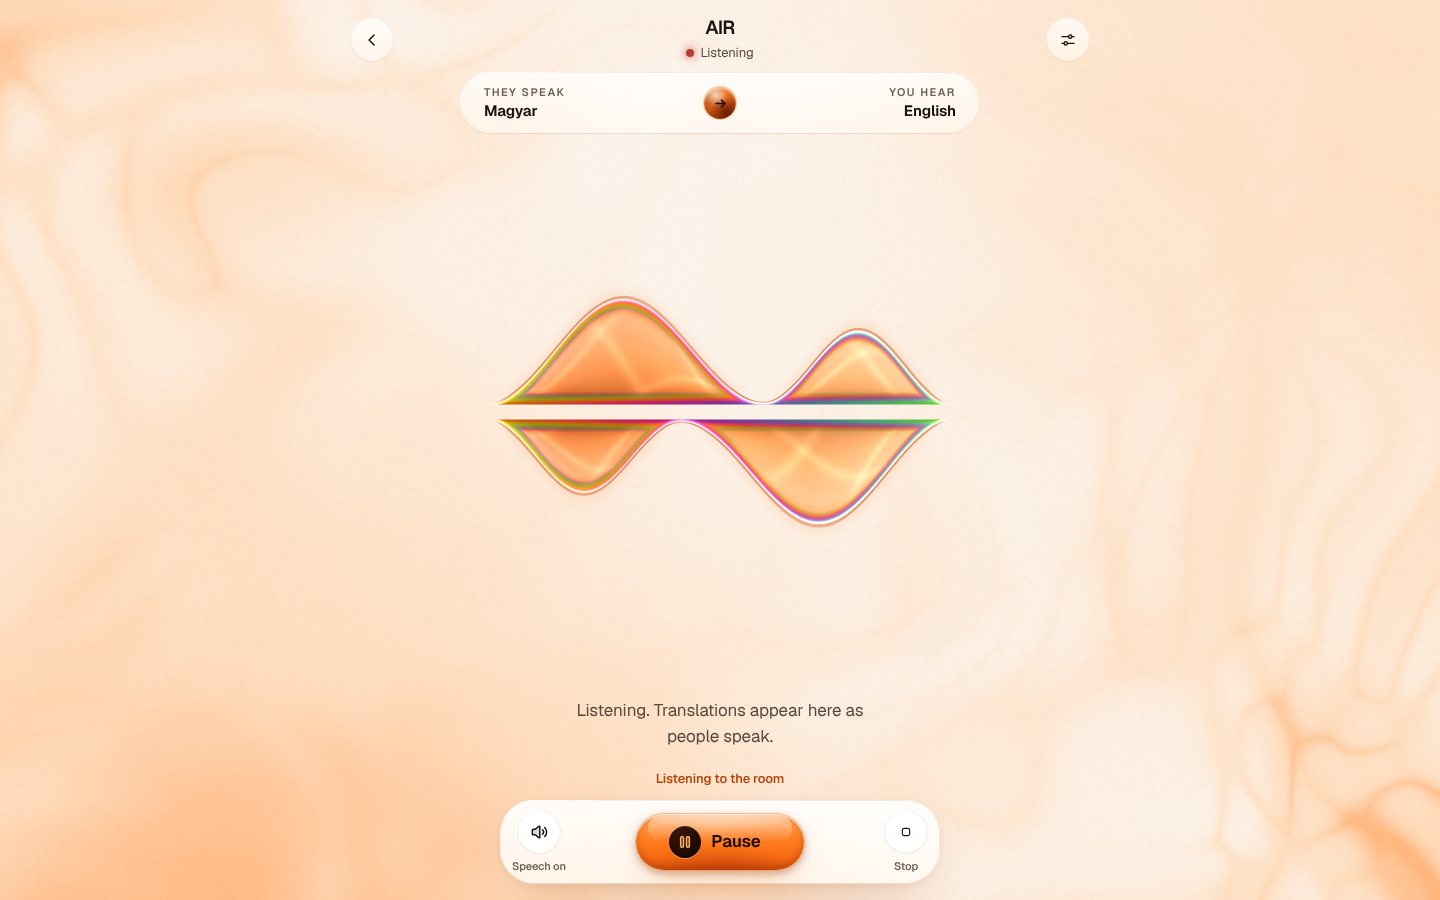 AIR
Listening
THEY SPEAK
Magyar
YOU HEAR
English
Listening. Translations appear here as
people speak.
Listening to the room
Speech on
Pause
Stop